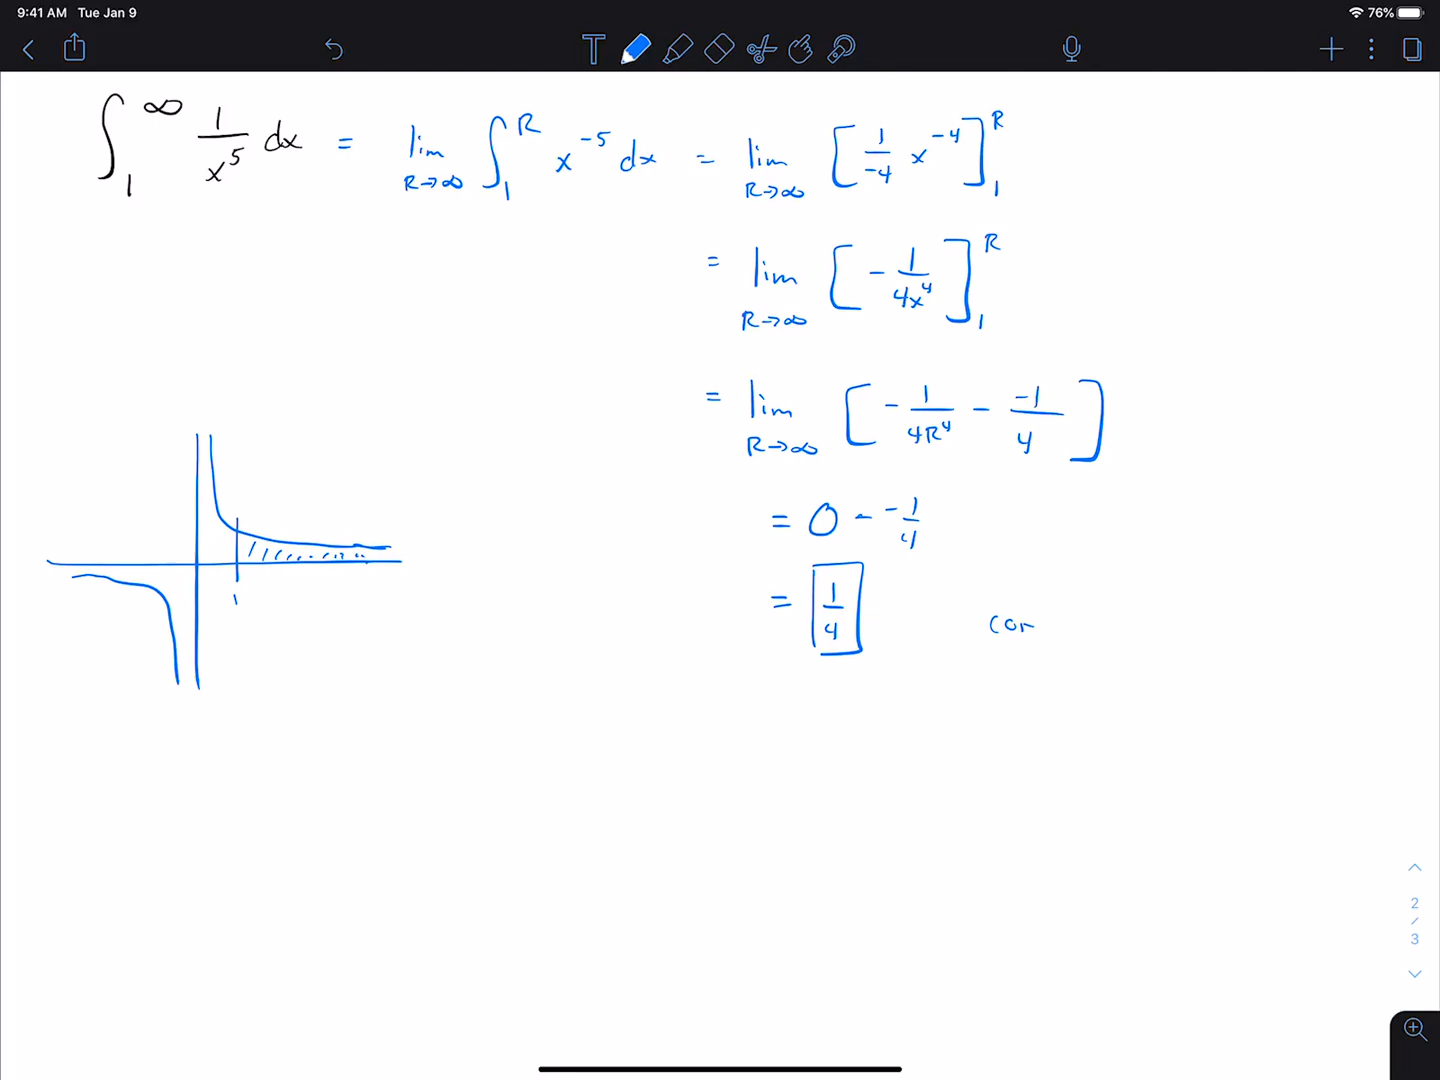 9:41 AM Tue Jan 9 76%
∫₁^∞ 1/x⁵ dx = lim R→∞ ∫₁^R x⁻⁵ dx = lim R→∞ [1/-4 x⁻⁴]₁^R
= lim R→∞ [- 1/4x⁴]₁^R
= lim R→∞ [- 1/4R⁴ - -1/4]
= 0 - -1/4
= 1/4 cor
1
2
/
3